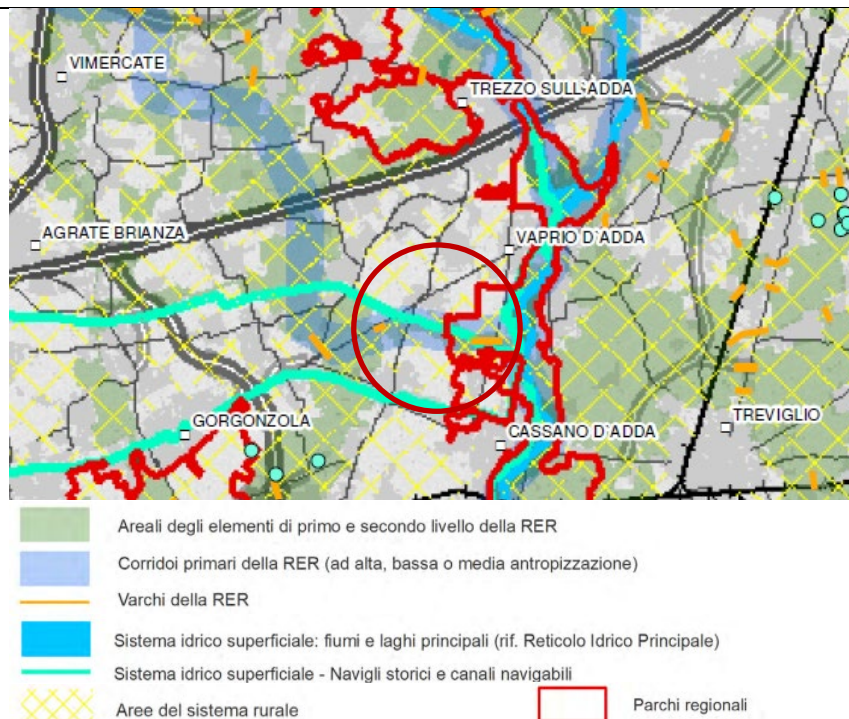 VIMERCATE
TREZZO SULL`ADDA
AGRATE BRIANZA
VAPRIO D`ADDA
GORGONZOLA
CASSANO D`ADDA
TREVIGLIO
Areali degli elementi di primo e secondo livello della RER
Corridoi primari della RER (ad alta, bassa o media antropizzazione)
Varchi della RER
Sistema idrico superficiale: fiumi e laghi principali (rif. Reticolo Idrico Principale)
Sistema idrico superficiale - Navigli storici e canali navigabili
Aree del sistema rurale
Parchi regionali